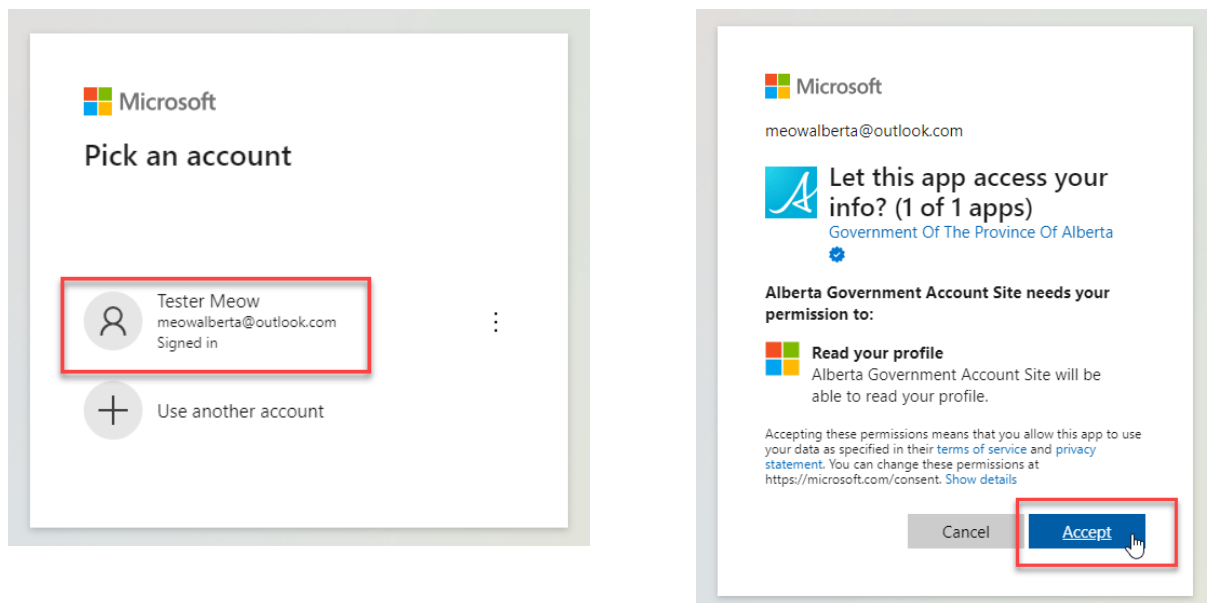 Microsoft
Pick an account
Tester Meow
meowalberta@outlook.com
Signed in
Use another account
Microsoft
meowalberta@outlook.com
Let this app access your
info? (1 of 1 apps)
Government Of The Province Of Alberta
Alberta Government Account Site needs your
permission to:
Read your profile
Alberta Government Account Site will be
able to read your profile.
Accepting these permissions means that you allow this app to use
your data as specified in their terms of service and privacy
statement. You can change these permissions at
https://microsoft.com/consent. Show details
Cancel
Accept